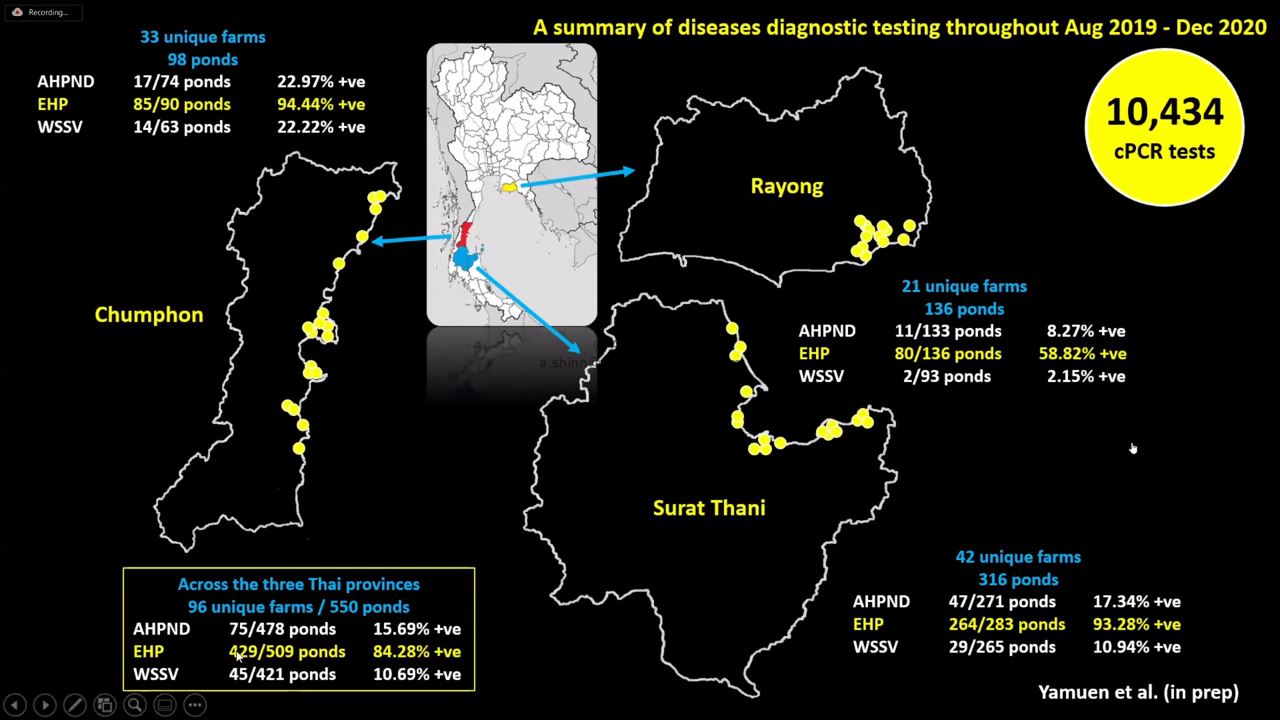 Recording...
A summary of diseases diagnostic testing throughout Aug 2019 - Dec 2020
10,434
cPCR tests
33 unique farms
98 ponds
AHPND 17/74 ponds 22.97% +ve
EHP 85/90 ponds 94.44% +ve
WSSV 14/63 ponds 22.22% +ve
Chumphon
Rayong
21 unique farms
136 ponds
AHPND 11/133 ponds 8.27% +ve
EHP 80/136 ponds 58.82% +ve
WSSV 2/93 ponds 2.15% +ve
a.shinn
Surat Thani
42 unique farms
316 ponds
AHPND 47/271 ponds 17.34% +ve
EHP 264/283 ponds 93.28% +ve
WSSV 29/265 ponds 10.94% +ve
Across the three Thai provinces
96 unique farms / 550 ponds
AHPND 75/478 ponds 15.69% +ve
EHP 429/509 ponds 84.28% +ve
WSSV 45/421 ponds 10.69% +ve
Yamuen et al. (in prep)